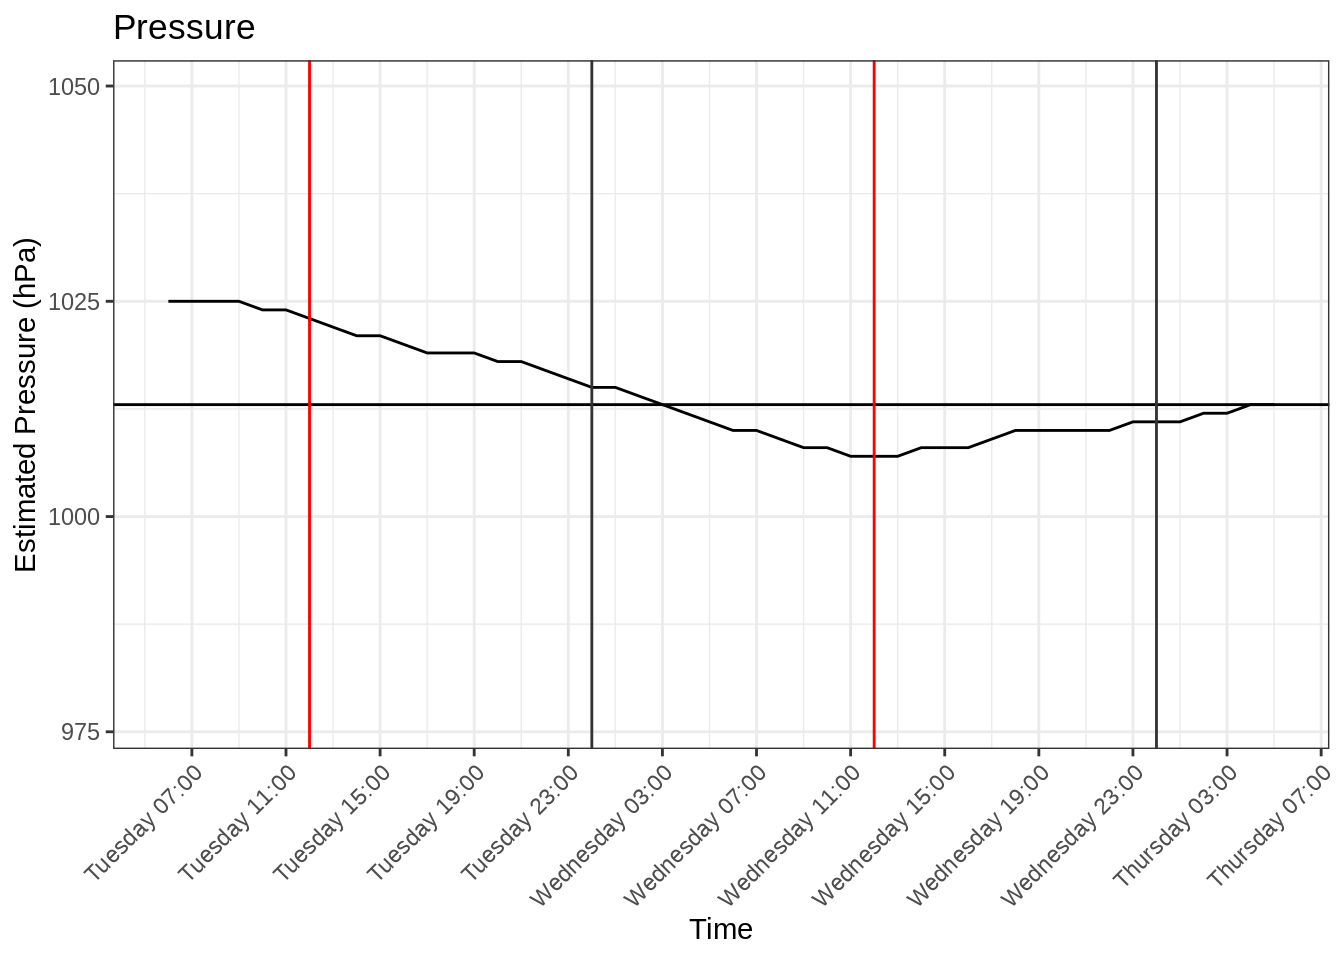 Pressure
Estimated Pressure (hPa)
1050
1025
1000
975
Tuesday 07:00
Tuesday 11:00
Tuesday 15:00
Tuesday 19:00
Tuesday 23:00
Wednesday 03:00
Wednesday 07:00
Wednesday 11:00
Wednesday 15:00
Wednesday 19:00
Wednesday 23:00
Thursday 03:00
Thursday 07:00
Time